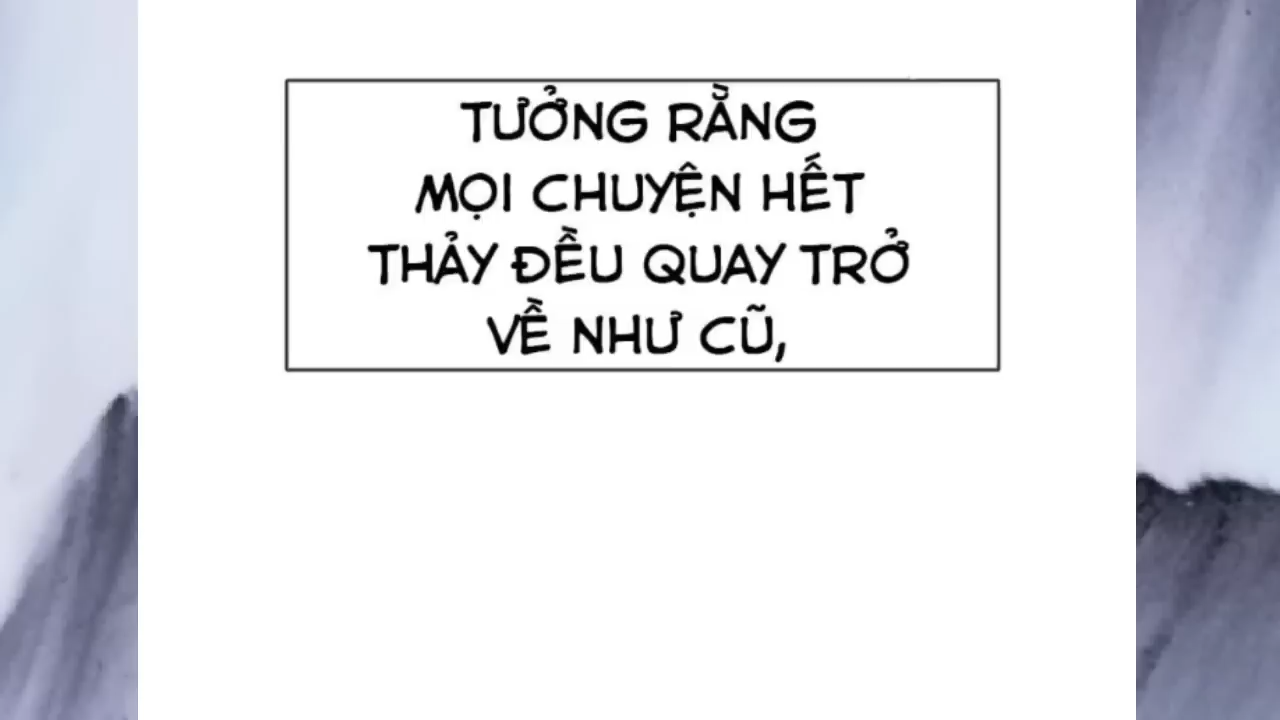 TƯỞNG RẰNG
MỌI CHUYỆN HẾT
THẢY ĐỀU QUAY TRỞ
VỀ NHƯ CŨ,